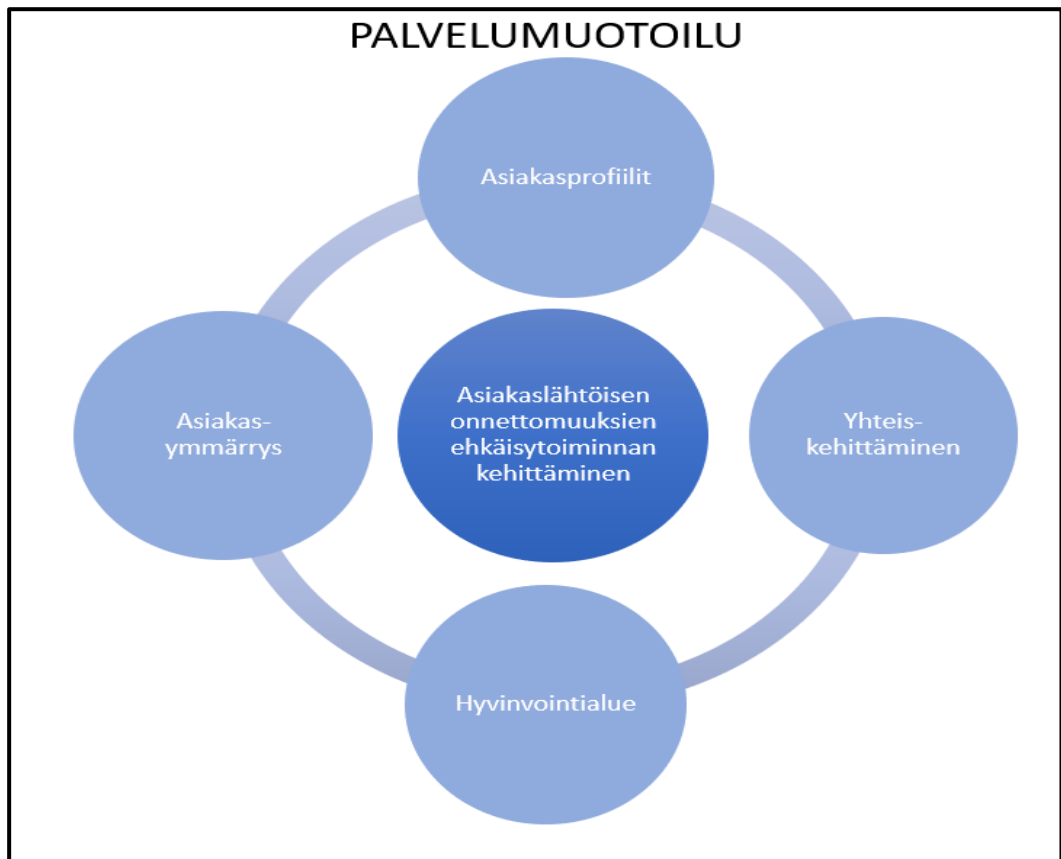 PALVELUMUOTOILU
Asiakasprofiilit
Asiakas-
ymmärrys
Asiakaslähtöisen
onnettomuuksien
ehkäisytoiminnan
kehittäminen
Yhteis-
kehittäminen
Hyvinvointialue